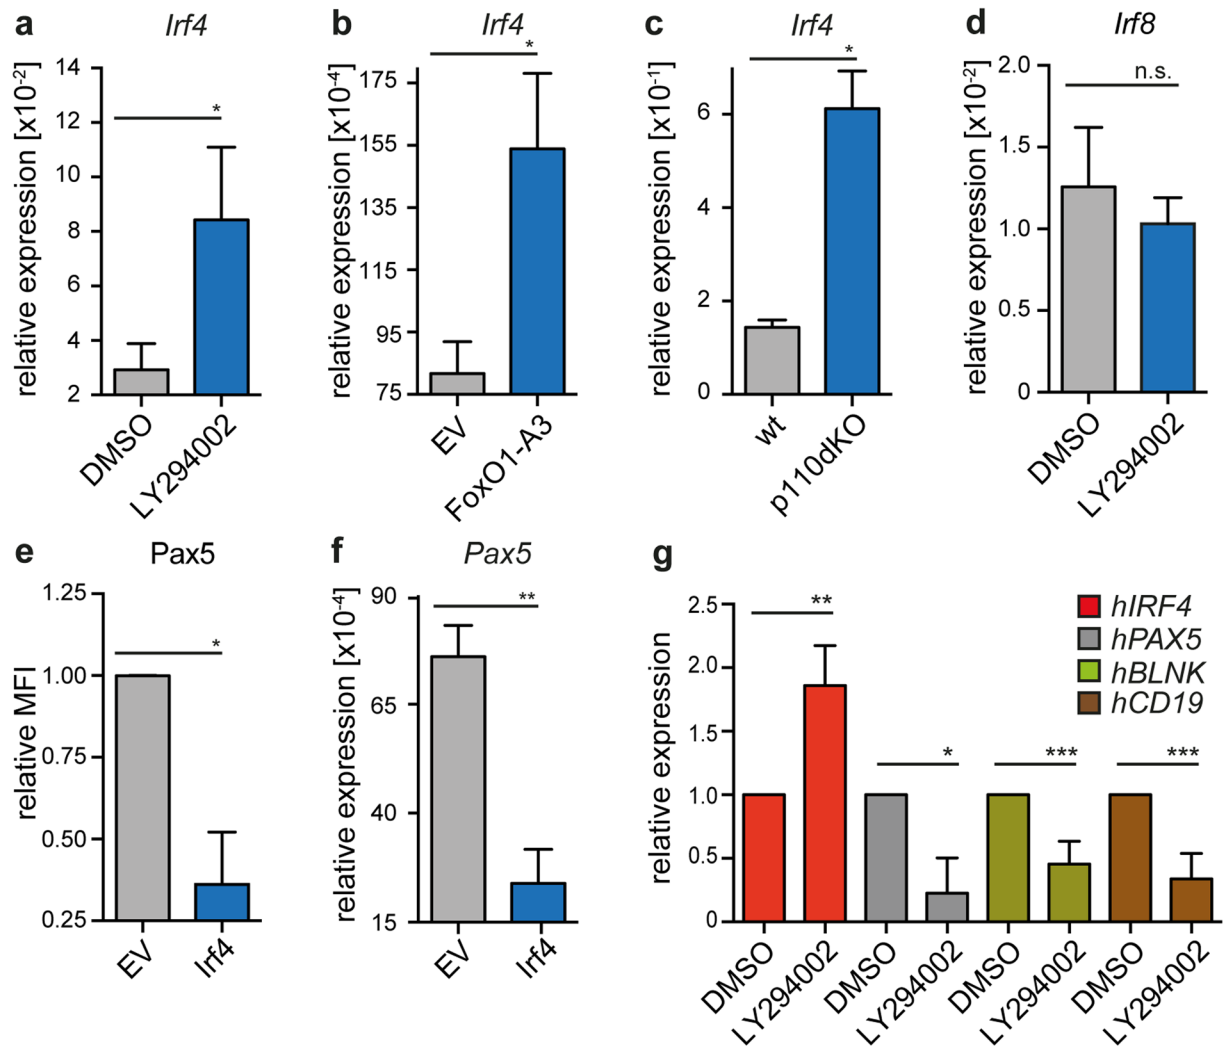 a
Irf4
relative expression [x10-2]
14
12
10
8
6
4
2
*
DMSO
LY294002
b
Irf4
relative expression [x10-4]
175
155
135
115
95
75
*
EV
FoxO1-A3
c
Irf4
relative expression [x10-1]
6
4
2
0
*
wt
p110dKO
d
Irf8
relative expression [x10-2]
2.0
1.5
1.0
0.5
0
n.s.
DMSO
LY294002
e
Pax5
relative MFI
1.25
1.00
0.75
0.50
0.25
*
EV
Irf4
f
Pax5
relative expression [x10-4]
90
65
40
15
**
EV
Irf4
g
relative expression
2.5
2.0
1.5
1.0
0.5
0
**
*
***
***
hIRF4
hPAX5
hBLNK
hCD19
DMSO
LY294002
DMSO
LY294002
DMSO
LY294002
DMSO
LY294002